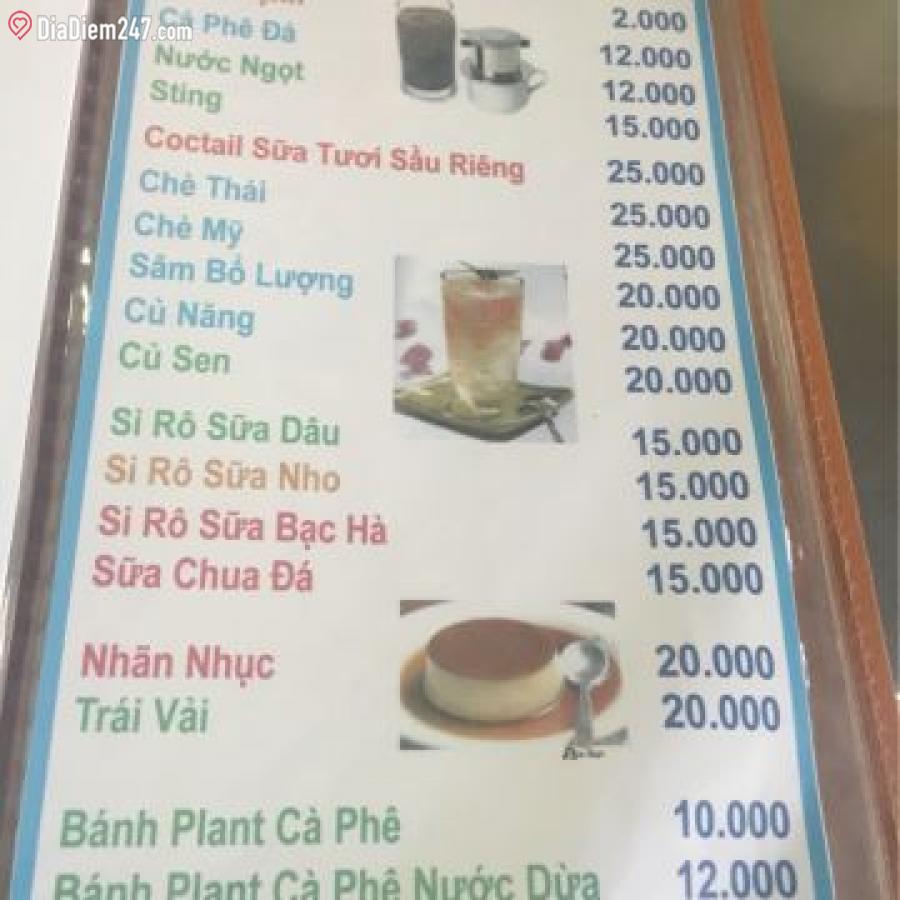 DiaDiem247.com
2.000
Cà Phê Đá 12.000
Nước Ngọt 12.000
Sting 15.000
Coctail Sữa Tươi Sầu Riêng 25.000
Chè Thái 25.000
Chè Mỹ 25.000
Sâm Bổ Lượng 20.000
Củ Năng 20.000
Củ Sen 20.000
Si Rô Sữa Dâu 15.000
Si Rô Sữa Nho 15.000
Si Rô Sữa Bạc Hà 15.000
Sữa Chua Đá 15.000
Nhãn Nhục 20.000
Trái Vải 20.000
Bánh Plant Cà Phê 10.000
Bánh Plant Cà Phê Nước Dừa 12.000